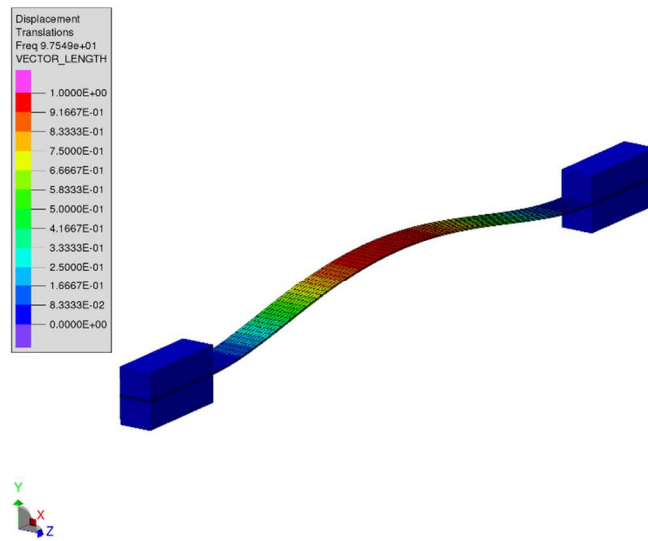 Displacement
Translations
Freq 9.7549e+01
VECTOR_LENGTH
1.0000E+00
9.1667E-01
8.3333E-01
7.5000E-01
6.6667E-01
5.8333E-01
5.0000E-01
4.1667E-01
3.3333E-01
2.5000E-01
1.6667E-01
8.3333E-02
0.0000E+00
Y
X
Z